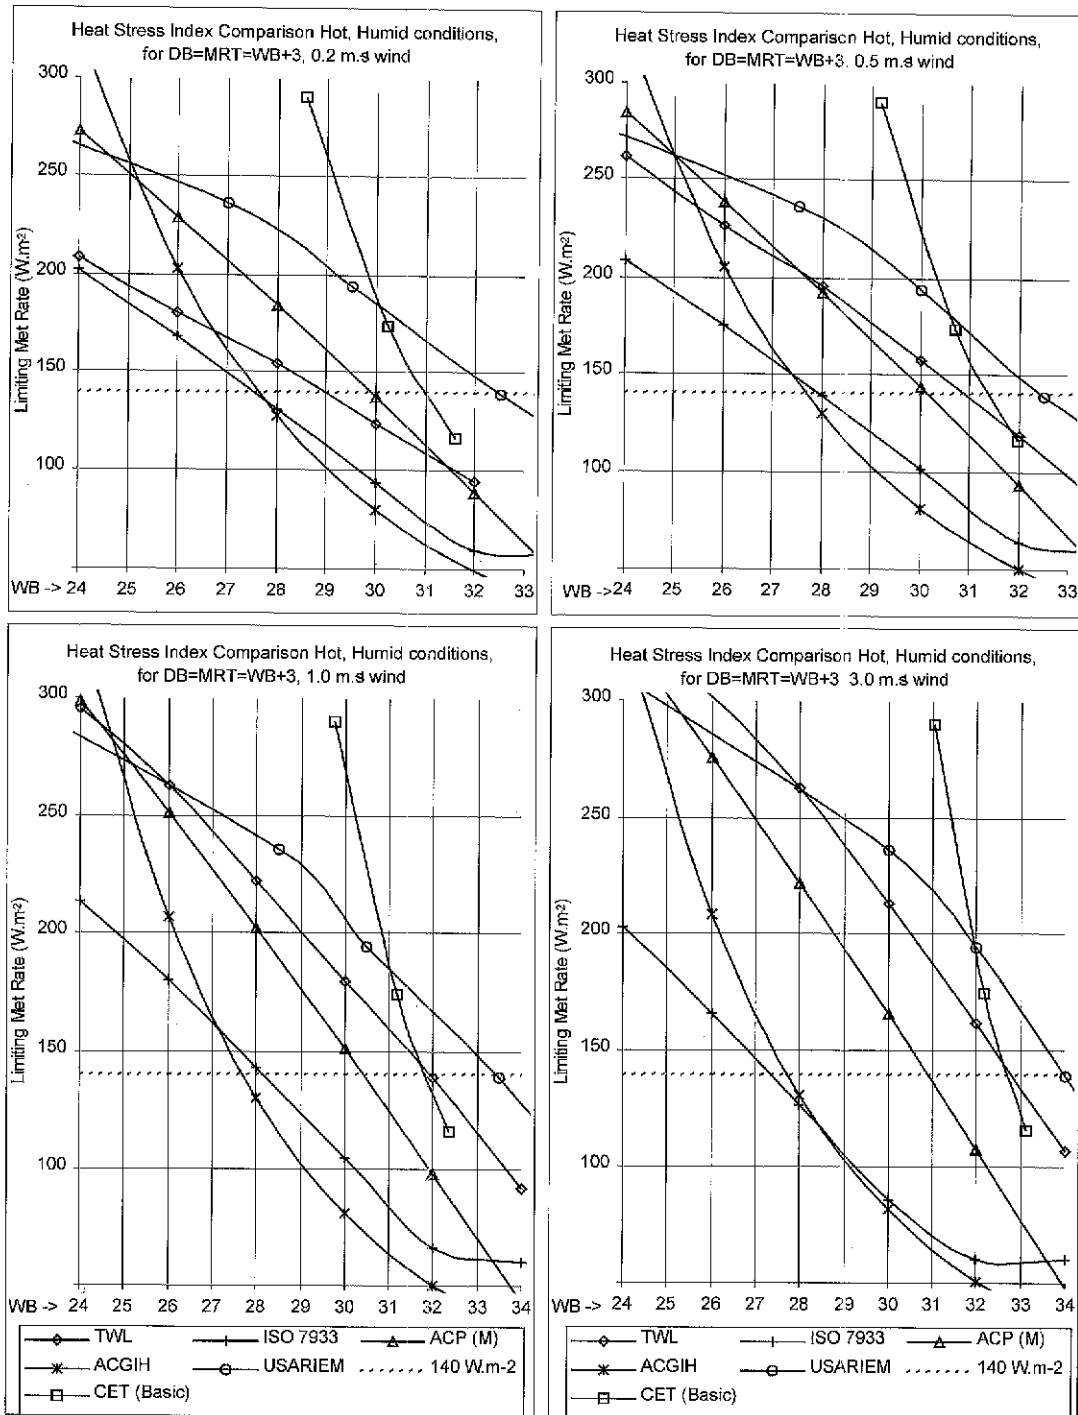 Heat Stress Index Comparison Hot, Humid conditions,
for DB=MRT=WB+3, 0.2 m.s wind
300
250
200
150
100
Limiting Met Rate (W.m-2)
WB -> 24 25 26 27 28 29 30 31 32 33
Heat Stress Index Comparison Hot, Humid conditions,
for DB=MRT=WB+3. 0.5 m.s wind
300
250
200
150
100
Limiting Met Rate (W.m-2)
WB -> 24 25 26 27 28 29 30 31 32 33
Heat Stress Index Comparison Hot, Humid conditions,
for DB=MRT=WB+3, 1.0 m.s wind
300
250
200
150
100
Limiting Met Rate (W.m-2)
WB -> 24 25 26 27 28 29 30 31 32 33 34
TWL ISO 7933 ACP (M)
ACGIH USARIEM 140 W.m-2
CET (Basic)
Heat Stress Index Comparison Hot, Humid conditions,
for DB=MRT=WB+3 3.0 m.s wind
300
250
200
150
100
Limiting Met Rate (W.m-2)
WB -> 24 25 26 27 28 29 30 31 32 33 34
TWL ISO 7933 ACP (M)
ACGIH USARIEM 140 W.m-2
CET (Basic)